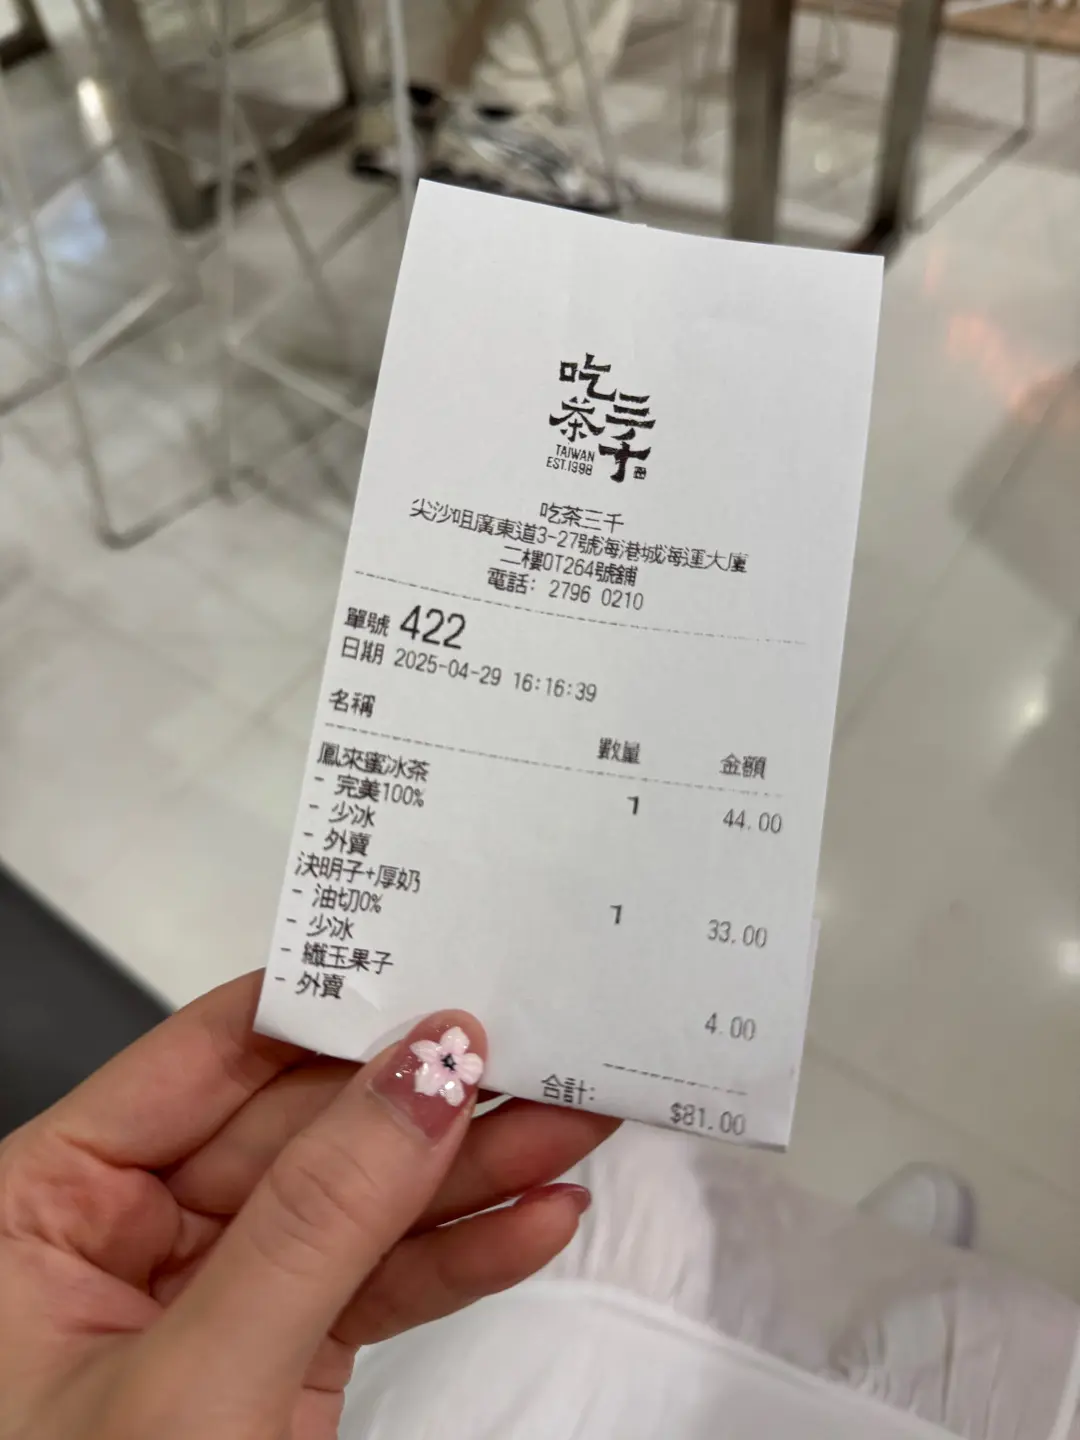 吃茶三千
TAIWAN
EST.1998
吃茶三千
尖沙咀廣東道3-27號海港城海運大廈
二樓OT264號舖
電話: 2796 0210
單號 422
日期 2025-04-29 16:16:39
名稱 數量 金額
鳳來蜜冰茶 1 44.00
- 完美100%
- 少冰
- 外賣
決明子+厚奶 1 33.00
- 油切0%
- 少冰
- 纖玉果子 4.00
- 外賣
合計: $81.00